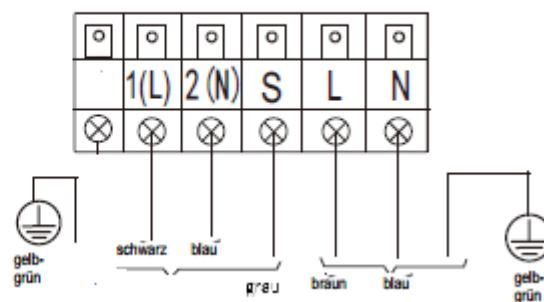 1(L) 2(N) S L N
schwarz blau grau braun blau
gelb-
grün
gelb-
grün